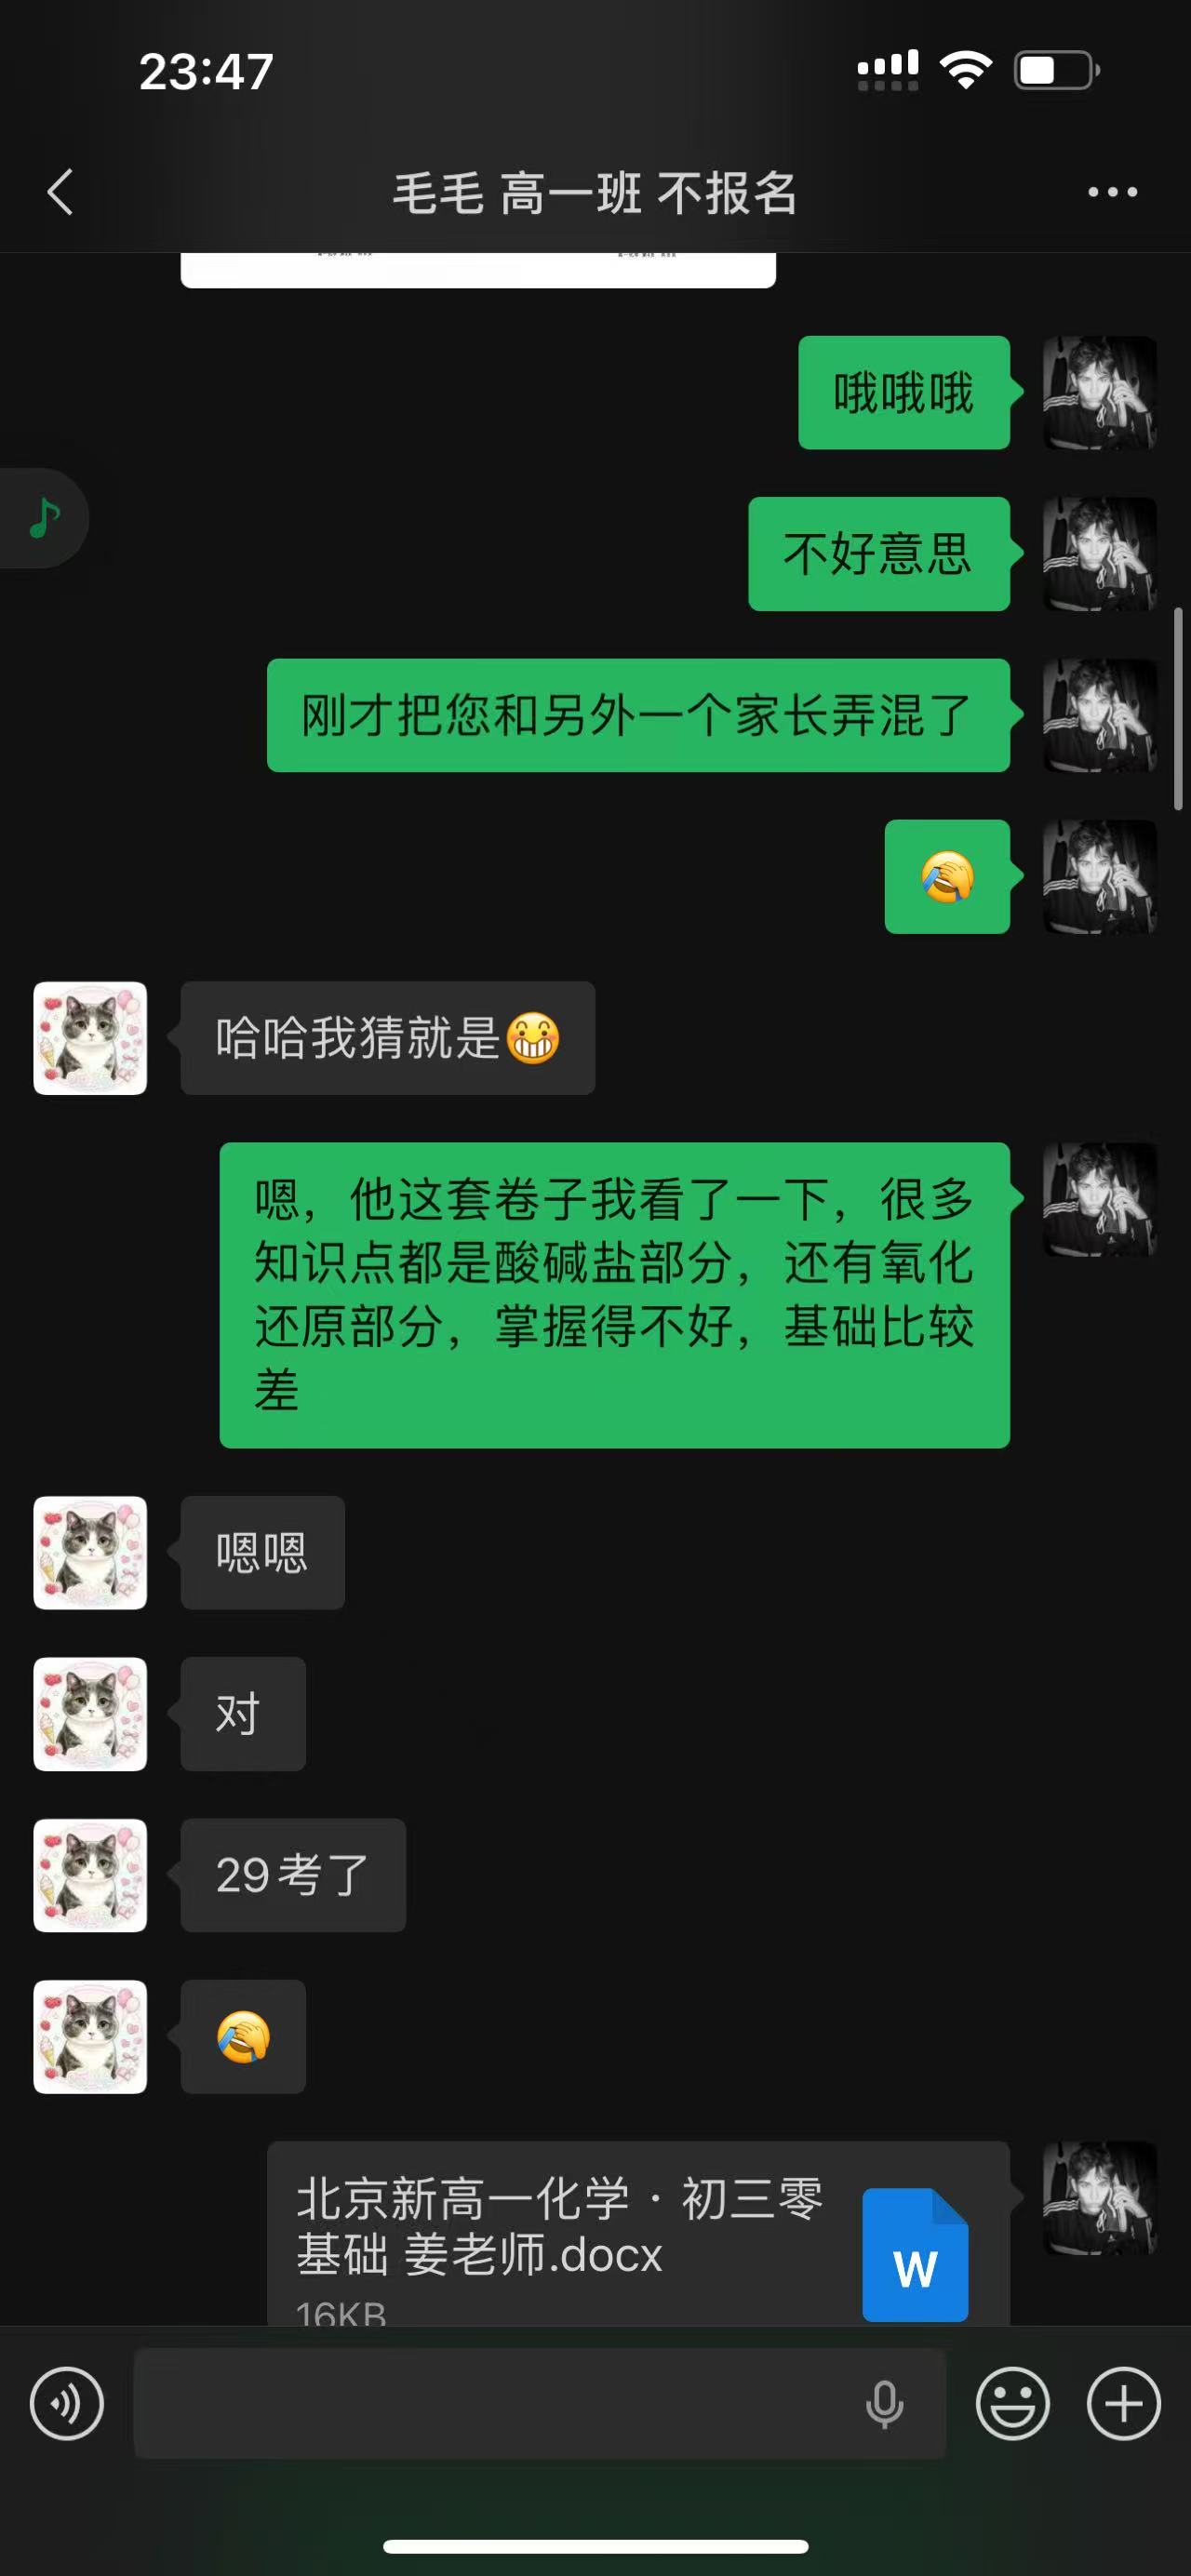 23:47
毛毛 高一班 不报名
哦哦哦
不好意思
刚才把您和另外一个家长弄混了
哈哈我猜就是
嗯，他这套卷子我看了一下，很多
知识点都是酸碱盐部分，还有氧化
还原部分，掌握得不好，基础比较
差
嗯嗯
对
29考了
北京新高一化学 · 初三零
基础 姜老师.docx
16KB
W